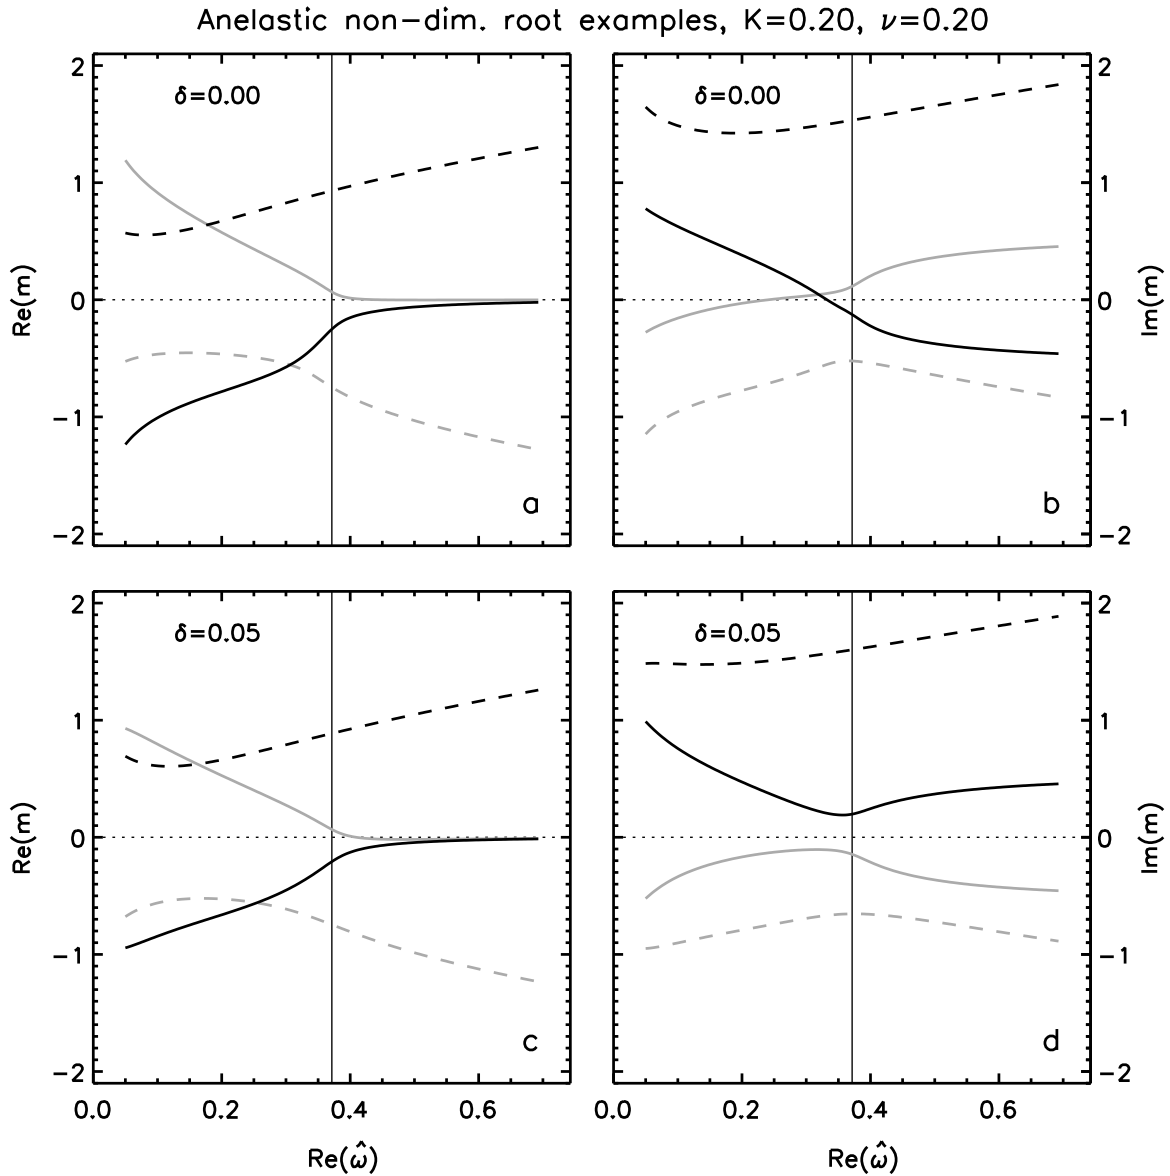 Anelastic non-dim. root examples, K=0.20, ν=0.20
2
1
0
-1
-2
Re(m)
δ=0.00
a
δ=0.00
b
2
1
0
-1
-2
Im(m)
2
1
0
-1
-2
Re(m)
δ=0.05
c
δ=0.05
d
2
1
0
-1
-2
Im(m)
0.0 0.2 0.4 0.6
0.0 0.2 0.4 0.6
Re(ω̂)
Re(ω̂)